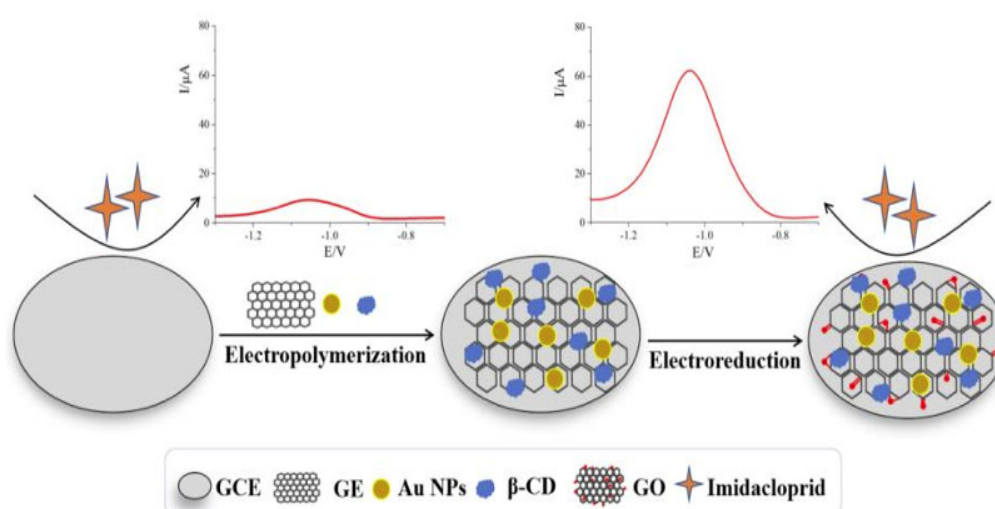 80
60
40
20
0
I/μA
-1.2
-1.0
-0.8
E/V
80
60
40
20
0
I/μA
-1.2
-1.0
-0.8
E/V
Electropolymerization
Electroreduction
GCE GE Au NPs β-CD GO Imidacloprid